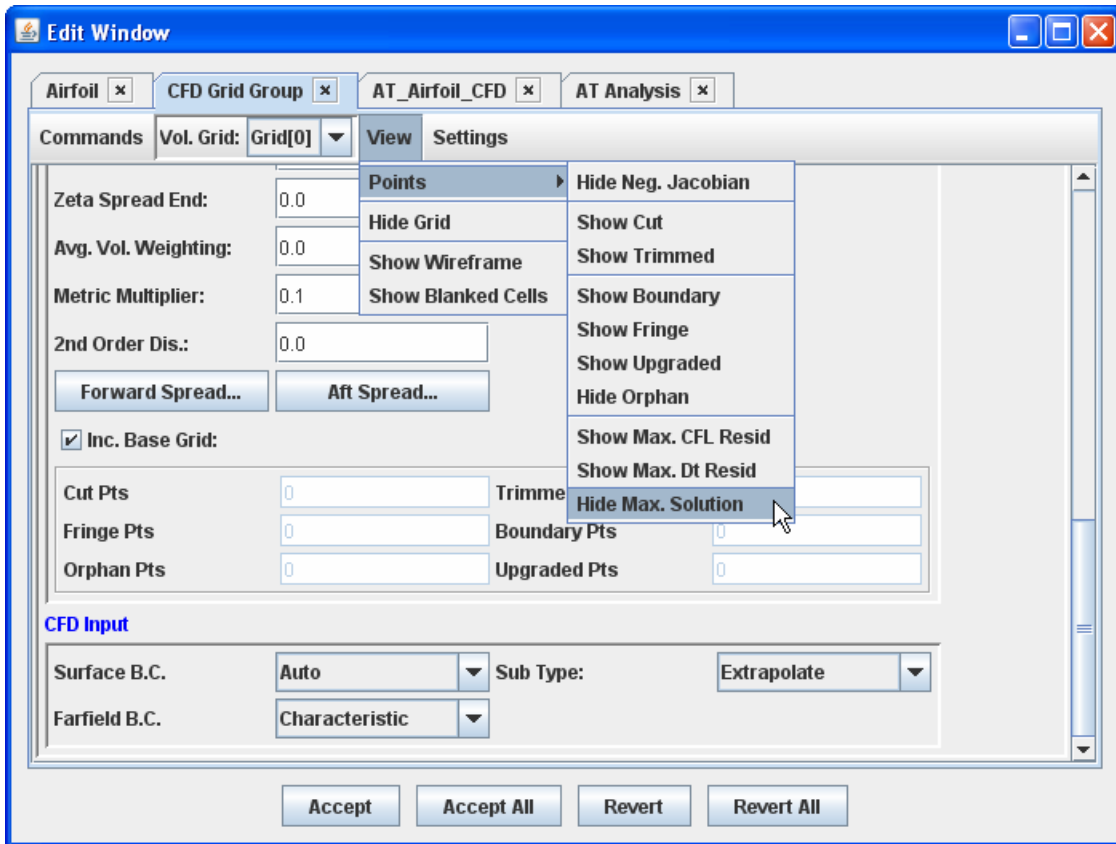 Edit Window
Airfoil CFD Grid Group AT_Airfoil_CFD AT Analysis
Commands Vol. Grid: Grid[0] View Settings
Points
Hide Grid
Show Wireframe
Show Blanked Cells
Hide Neg. Jacobian
Show Cut
Show Trimmed
Show Boundary
Show Fringe
Show Upgraded
Hide Orphan
Show Max. CFL Resid
Show Max. Dt Resid
Hide Max. Solution
Zeta Spread End: 0.0
Avg. Vol. Weighting: 0.0
Metric Multiplier: 0.1
2nd Order Dis.: 0.0
Forward Spread... Aft Spread...
Inc. Base Grid:
Cut Pts 0 Trimme
Fringe Pts 0 Boundary Pts 0
Orphan Pts 0 Upgraded Pts 0
CFD Input
Surface B.C. Auto Sub Type: Extrapolate
Farfield B.C. Characteristic
Accept Accept All Revert Revert All